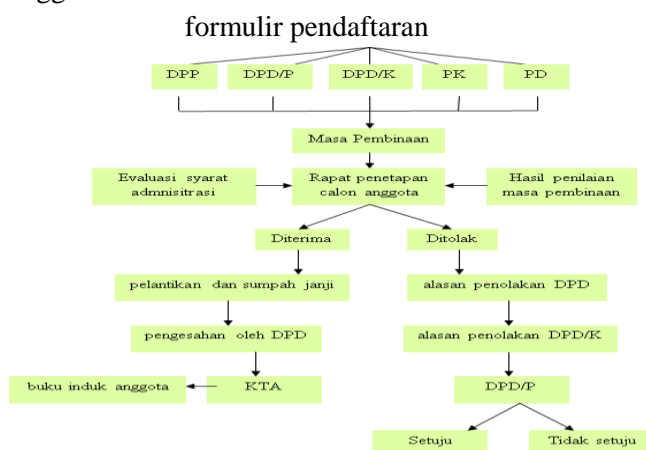 formulir pendaftaran
DPP DPD/P DPD/K PK PD
Masa Pembinaan
Evaluasi syarat
admnisitrasi
Rapat penetapan
calon anggota
Hasil penilaian
masa pembinaan
Diterima Ditolak
pelantikan dan sumpah janji
alasan penolakan DPD
pengesahan oleh DPD
alasan penolakan DPD/K
buku induk anggota
KTA
DPD/P
Setuju
Tidak setuju